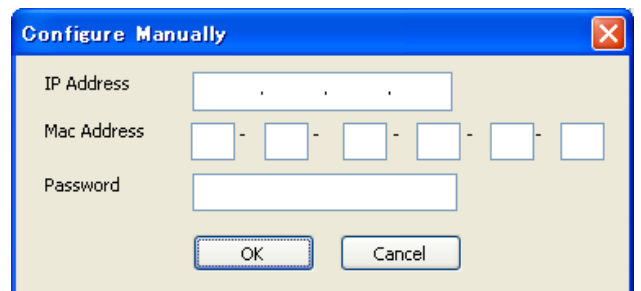 Configure Manually
IP Address . . .
Mac Address - - - - -
Password
OK Cancel